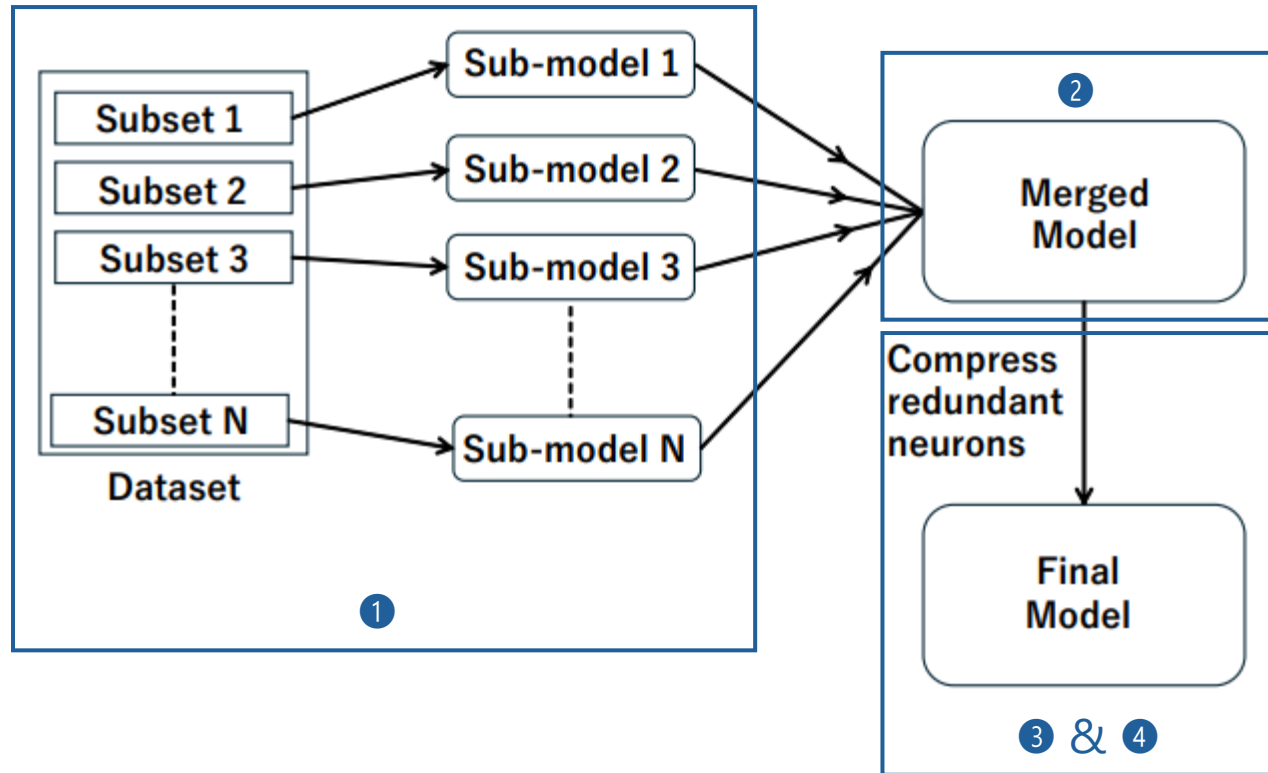 Subset 1
Subset 2
Subset 3
Subset N
Dataset
Sub-model 1
Sub-model 2
Sub-model 3
Sub-model N
1
2
Merged
Model
Compress
redundant
neurons
Final
Model
3 & 4